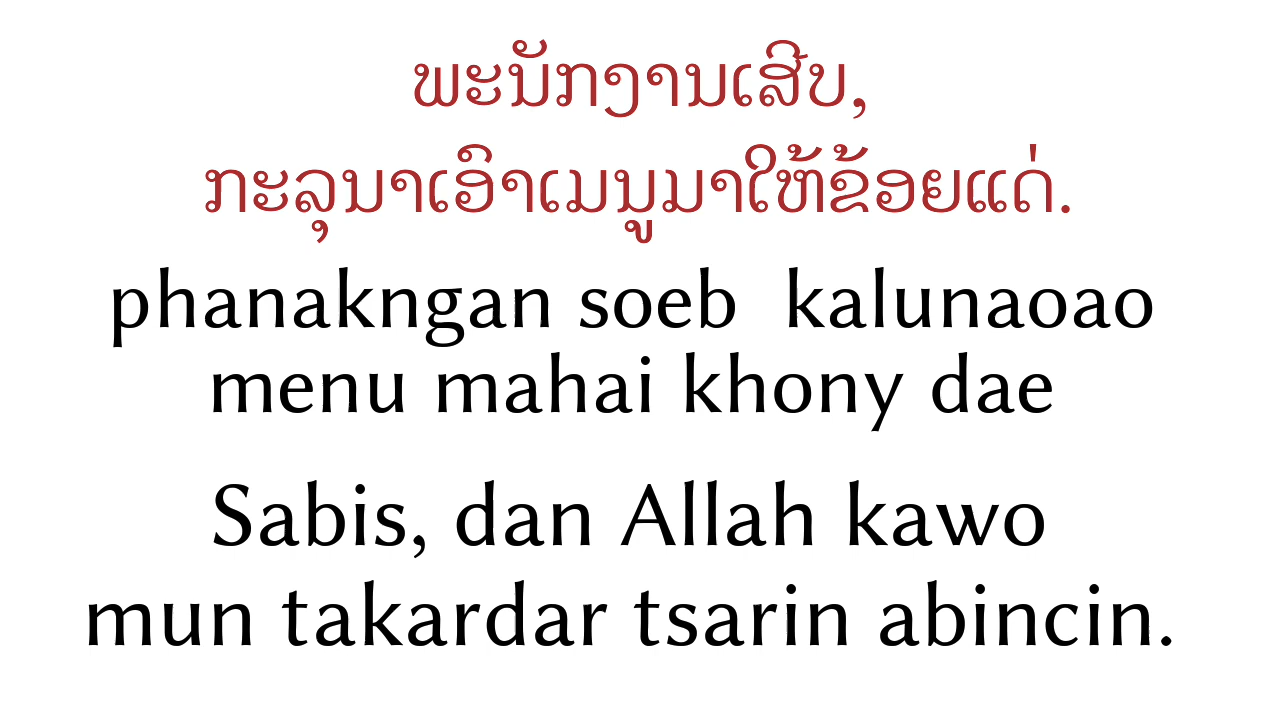 ພະນັກງານເສີບ,
ກະລຸນາເອົາເມນູມາໃຫ້ຂ້ອຍແດ່.
phanakngan soeb  kalunaoao
menu mahai khony dae
Sabis, dan Allah kawo
mun takardar tsarin abincin.